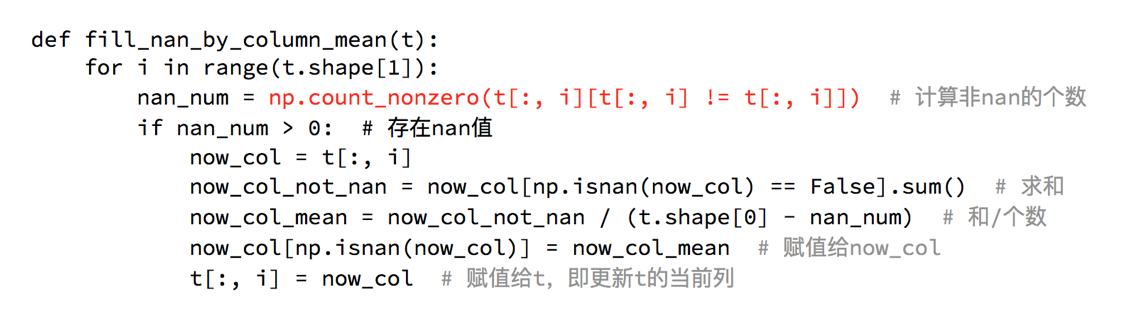 def fill_nan_by_column_mean(t):
    for i in range(t.shape[1]):
        nan_num = np.count_nonzero(t[:, i][t[:, i] != t[:, i]])  # 计算非nan的个数
        if nan_num > 0:  # 存在nan值
            now_col = t[:, i]
            now_col_not_nan = now_col[np.isnan(now_col) == False].sum()  # 求和
            now_col_mean = now_col_not_nan / (t.shape[0] - nan_num)  # 和/个数
            now_col[np.isnan(now_col)] = now_col_mean  # 赋值给now_col
            t[:, i] = now_col  # 赋值给t，即更新t的当前列